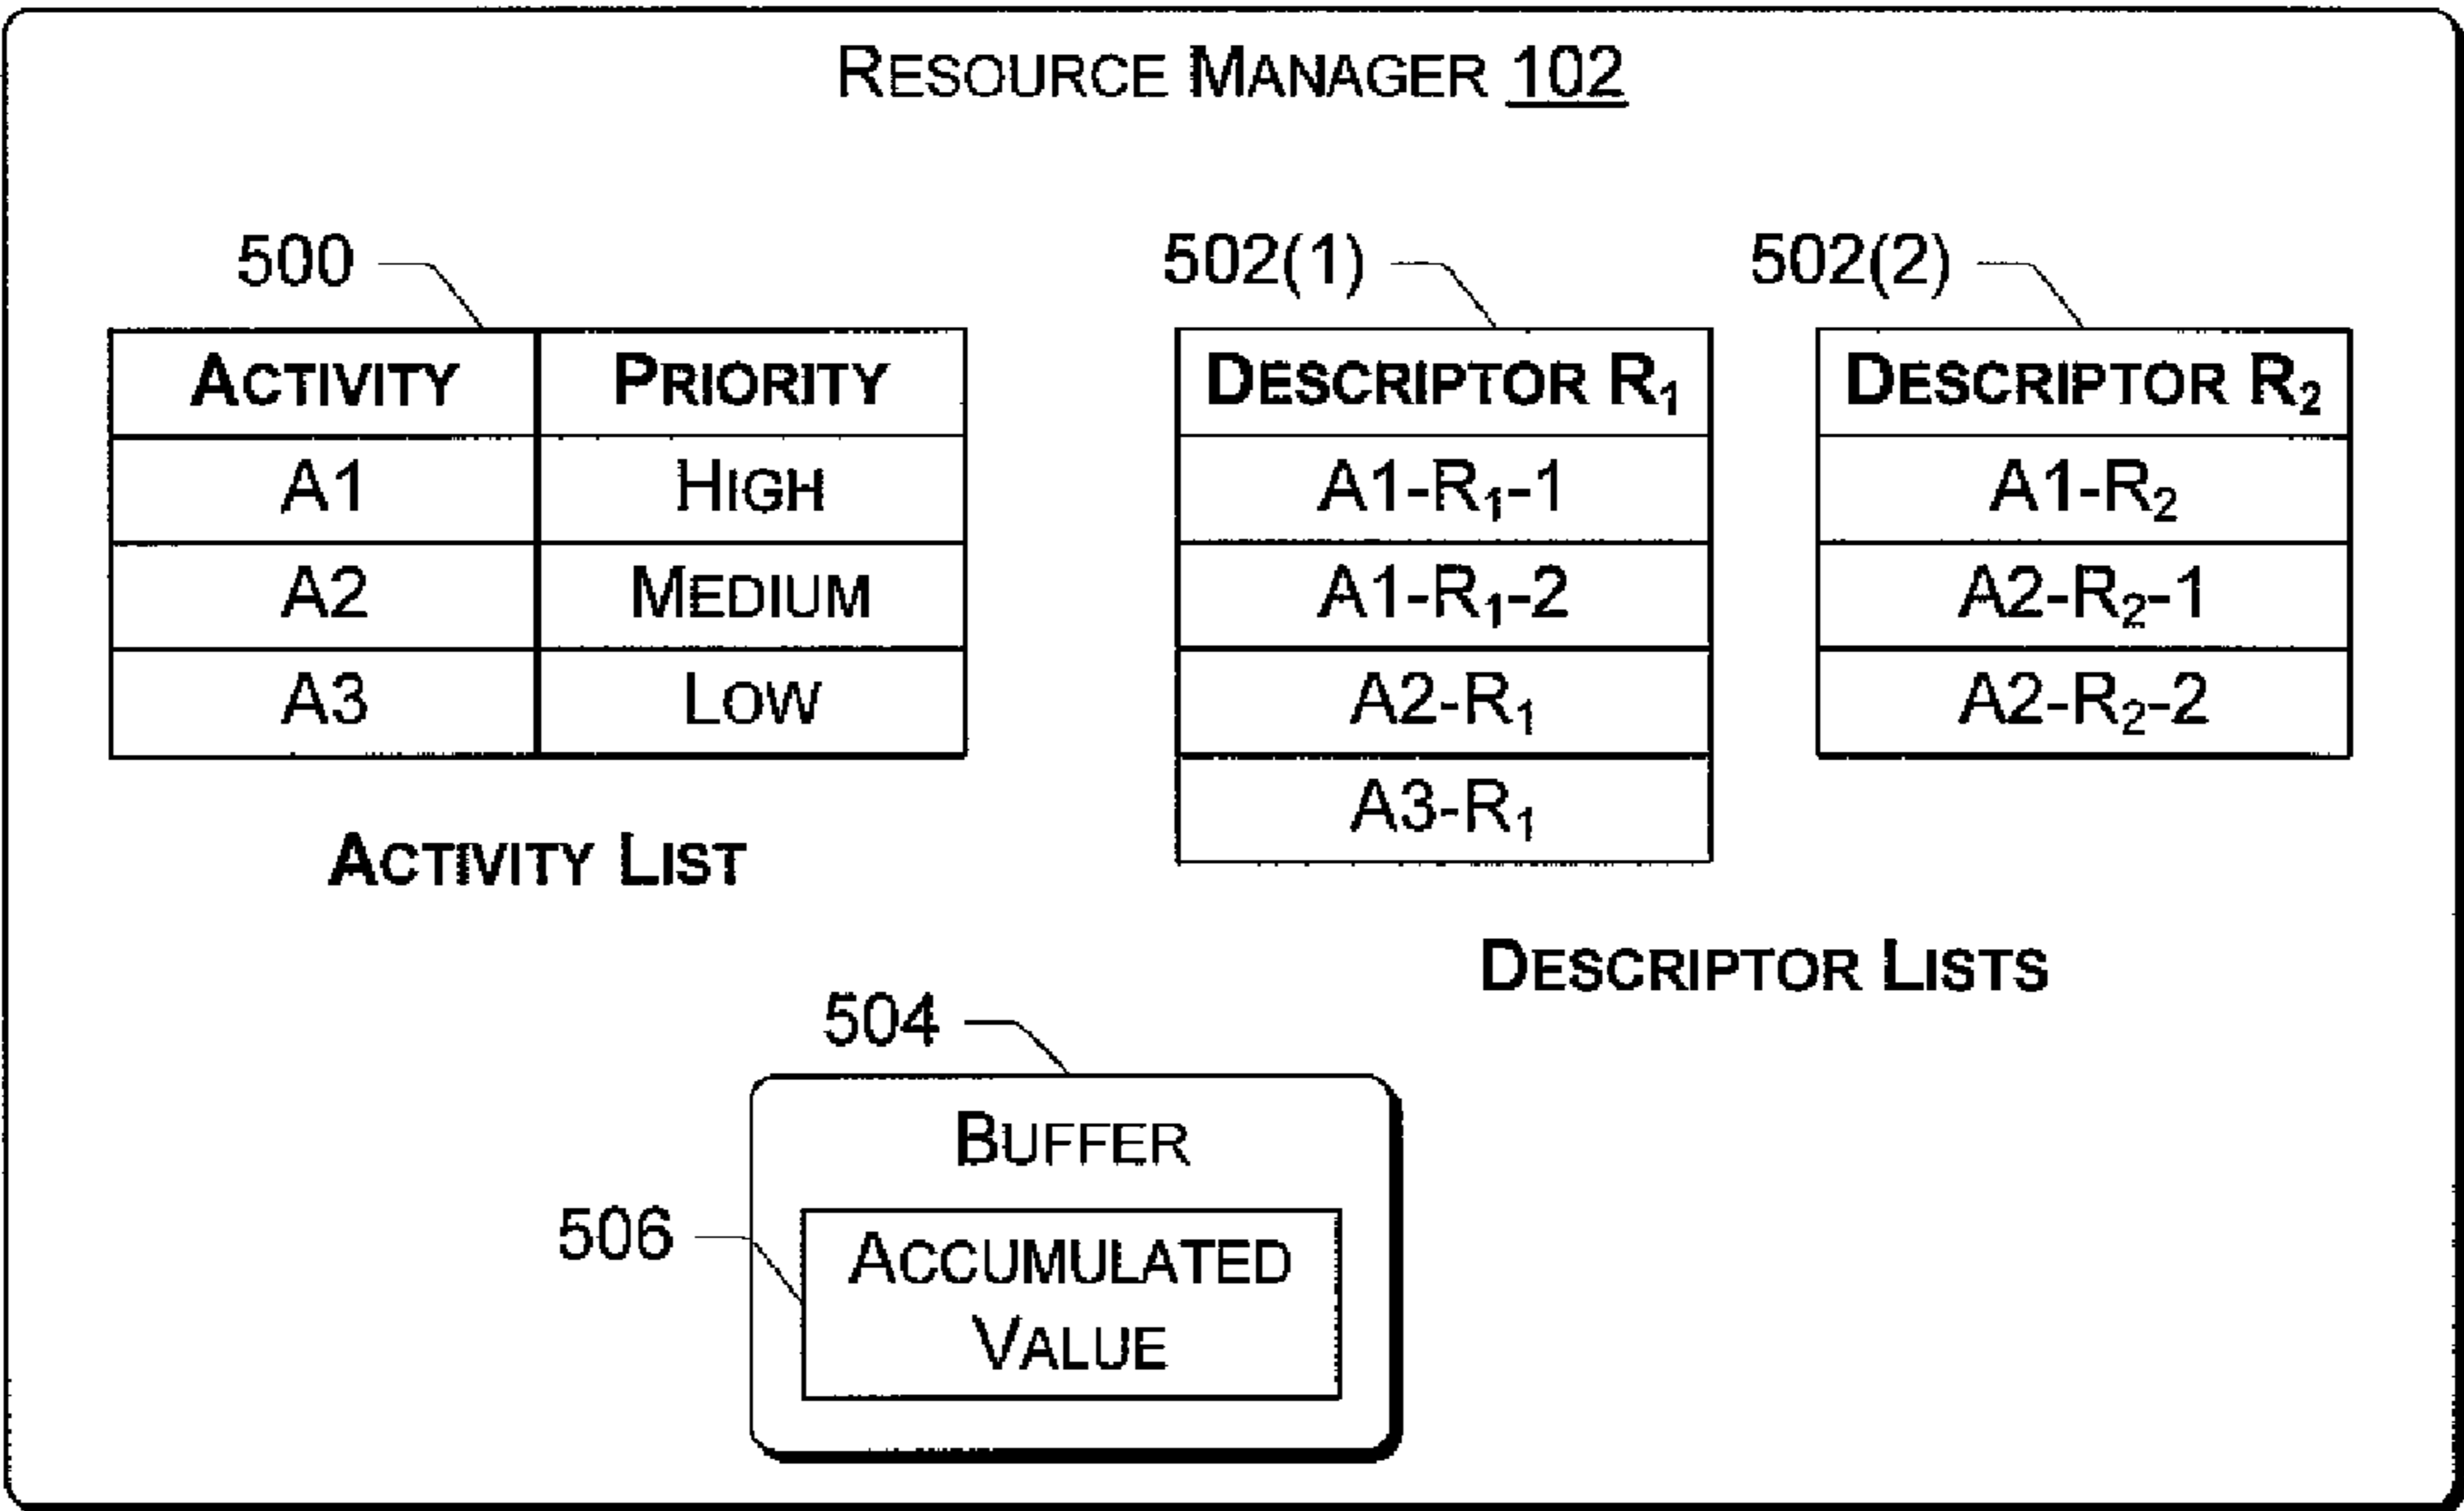 RESOURCE MANAGER 102
500
ACTIVITY PRIORITY
A1 HIGH
A2 MEDIUM
A3 LOW
ACTIVITY LIST
502(1)
DESCRIPTOR R₁
A1-R₁-1
A1-R₁-2
A2-R₁
A3-R₁
502(2)
DESCRIPTOR R₂
A1-R₂
A2-R₂-1
A2-R₂-2
DESCRIPTOR LISTS
504
BUFFER
506
ACCUMULATED
VALUE